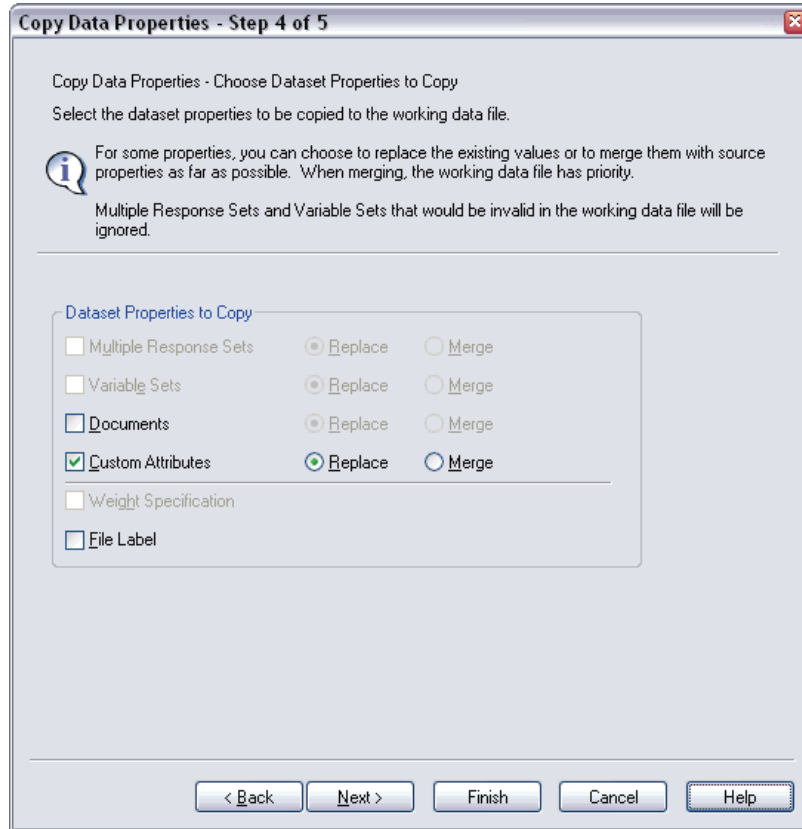 Copy Data Properties - Step 4 of 5
Copy Data Properties - Choose Dataset Properties to Copy
Select the dataset properties to be copied to the working data file.
For some properties, you can choose to replace the existing values or to merge them with source
properties as far as possible. When merging, the working data file has priority.
Multiple Response Sets and Variable Sets that would be invalid in the working data file will be
ignored.
Dataset Properties to Copy
Multiple Response Sets Replace Merge
Variable Sets Replace Merge
Documents Replace Merge
Custom Attributes Replace Merge
Weight Specification
File Label
< Back Next > Finish Cancel Help